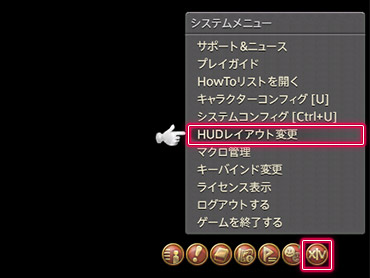 システムメニュー
サポート&ニュース
プレイガイド
HowToリストを開く
キャラクターコンフィグ [U]
システムコンフィグ [Ctrl+U]
HUDレイアウト変更
マクロ管理
キーバインド変更
ライセンス表示
ログアウトする
ゲームを終了する
XIV